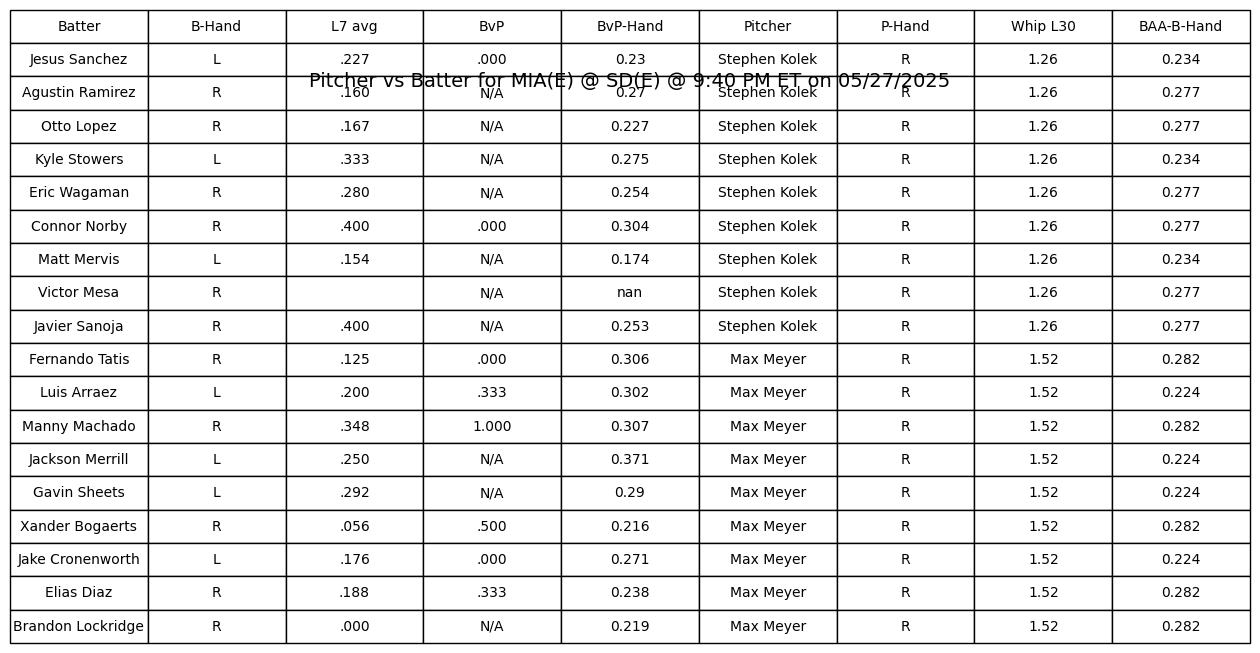 Batter B-Hand L7 avg BvP BvP-Hand Pitcher P-Hand Whip L30 BAA-B-Hand
Jesus Sanchez L .227 .000 0.23 Stephen Kolek R 1.26 0.234
Pitcher vs Batter for MIA(E) @ SD(E) @ 9:40 PM ET on 05/27/2025
Agustin Ramirez R .160 N/A 0.27 Stephen Kolek R 1.26 0.277
Otto Lopez R .167 N/A 0.227 Stephen Kolek R 1.26 0.277
Kyle Stowers L .333 N/A 0.275 Stephen Kolek R 1.26 0.234
Eric Wagaman R .280 N/A 0.254 Stephen Kolek R 1.26 0.277
Connor Norby R .400 .000 0.304 Stephen Kolek R 1.26 0.277
Matt Mervis L .154 N/A 0.174 Stephen Kolek R 1.26 0.234
Victor Mesa R N/A nan Stephen Kolek R 1.26 0.277
Javier Sanoja R .400 N/A 0.253 Stephen Kolek R 1.26 0.277
Fernando Tatis R .125 .000 0.306 Max Meyer R 1.52 0.282
Luis Arraez L .200 .333 0.302 Max Meyer R 1.52 0.224
Manny Machado R .348 1.000 0.307 Max Meyer R 1.52 0.282
Jackson Merrill L .250 N/A 0.371 Max Meyer R 1.52 0.224
Gavin Sheets L .292 N/A 0.29 Max Meyer R 1.52 0.224
Xander Bogaerts R .056 .500 0.216 Max Meyer R 1.52 0.282
Jake Cronenworth L .176 .000 0.271 Max Meyer R 1.52 0.224
Elias Diaz R .188 .333 0.238 Max Meyer R 1.52 0.282
Brandon Lockridge R .000 N/A 0.219 Max Meyer R 1.52 0.282